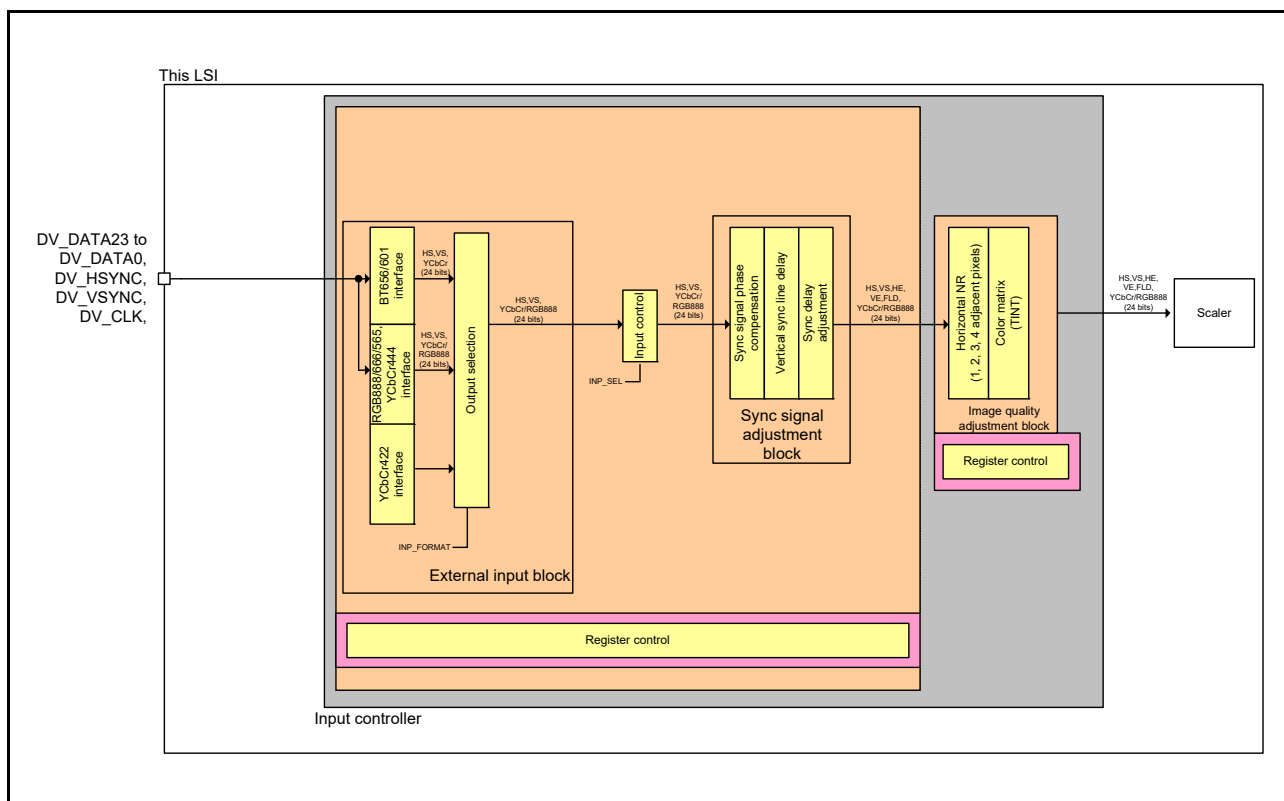 This LSI
DV_DATA23 to
DV_DATA0,
DV_HSYNC,
DV_VSYNC,
DV_CLK,
BT656/601
interface
HS,VS,
YCbCr
(24 bits)
RGB888/666/565,
YCbCr444
interface
HS,VS,
YCbCr/
RGB888
(24 bits)
YCbCr422
interface
Output selection
INP_FORMAT
External input block
HS,VS,
YCbCr/RGB888
(24 bits)
Input control
INP_SEL
HS,VS,
YCbCr/
RGB888
(24 bits)
Sync signal phase
compensation
Vertical sync line delay
Sync delay
adjustment
Sync signal
adjustment
block
HS,VS,HE,
VE,FLD,
YCbCr/RGB888
(24 bits)
Horizontal NR
(1, 2, 3, 4 adjacent pixels)
Color matrix
(TINT)
Image quality
adjustment block
Register control
HS,VS,HE,
VE,FLD,
YCbCr/RGB888
(24 bits)
Scaler
Register control
Input controller